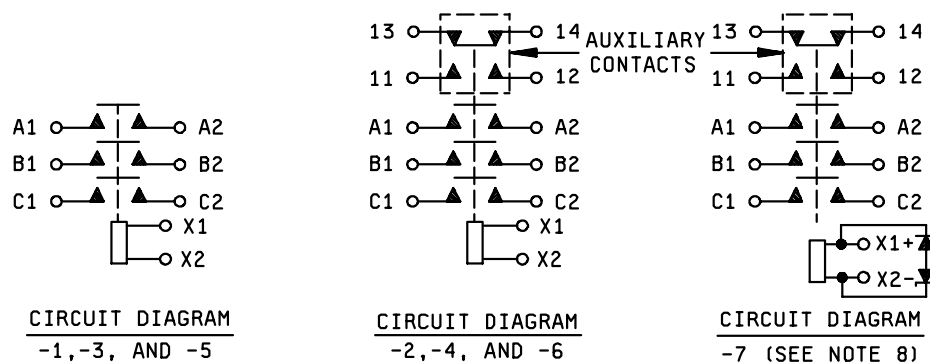 13 14 AUXILIARY CONTACTS 13 14
11 12 11 12
A1 A2 A1 A2 A1 A2
B1 B2 B1 B2 B1 B2
C1 C2 C1 C2 C1 C2
X1 X1 X1+
X2 X2 X2-
CIRCUIT DIAGRAM
-1,-3, AND -5
CIRCUIT DIAGRAM
-2,-4, AND -6
CIRCUIT DIAGRAM
-7 (SEE NOTE 8)